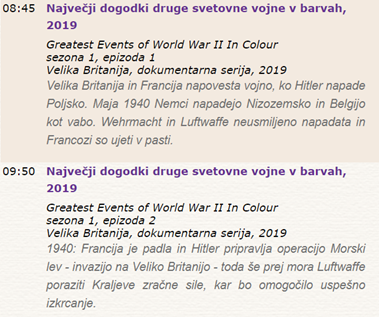 08:45 Največji dogodki druge svetovne vojne v barvah,
2019
Greatest Events of World War II In Colour
sezona 1, epizoda 1
Velika Britanija, dokumentarna serija, 2019
Velika Britanija in Francija napovesta vojno, ko Hitler napade
Poljsko. Maja 1940 Nemci napadejo Nizozemsko in Belgijo
kot vabo. Wehrmacht in Luftwaffe neusmiljeno napadata in
Francozi so ujeti v pasti.
09:50 Največji dogodki druge svetovne vojne v barvah,
2019
Greatest Events of World War II In Colour
sezona 1, epizoda 2
Velika Britanija, dokumentarna serija, 2019
1940: Francija je padla in Hitler pripravlja operacijo Morski
lev - invazijo na Veliko Britanijo - toda še prej mora Luftwaffe
poraziti Kraljeve zračne sile, kar bo omogočilo uspešno
izkrcanje.